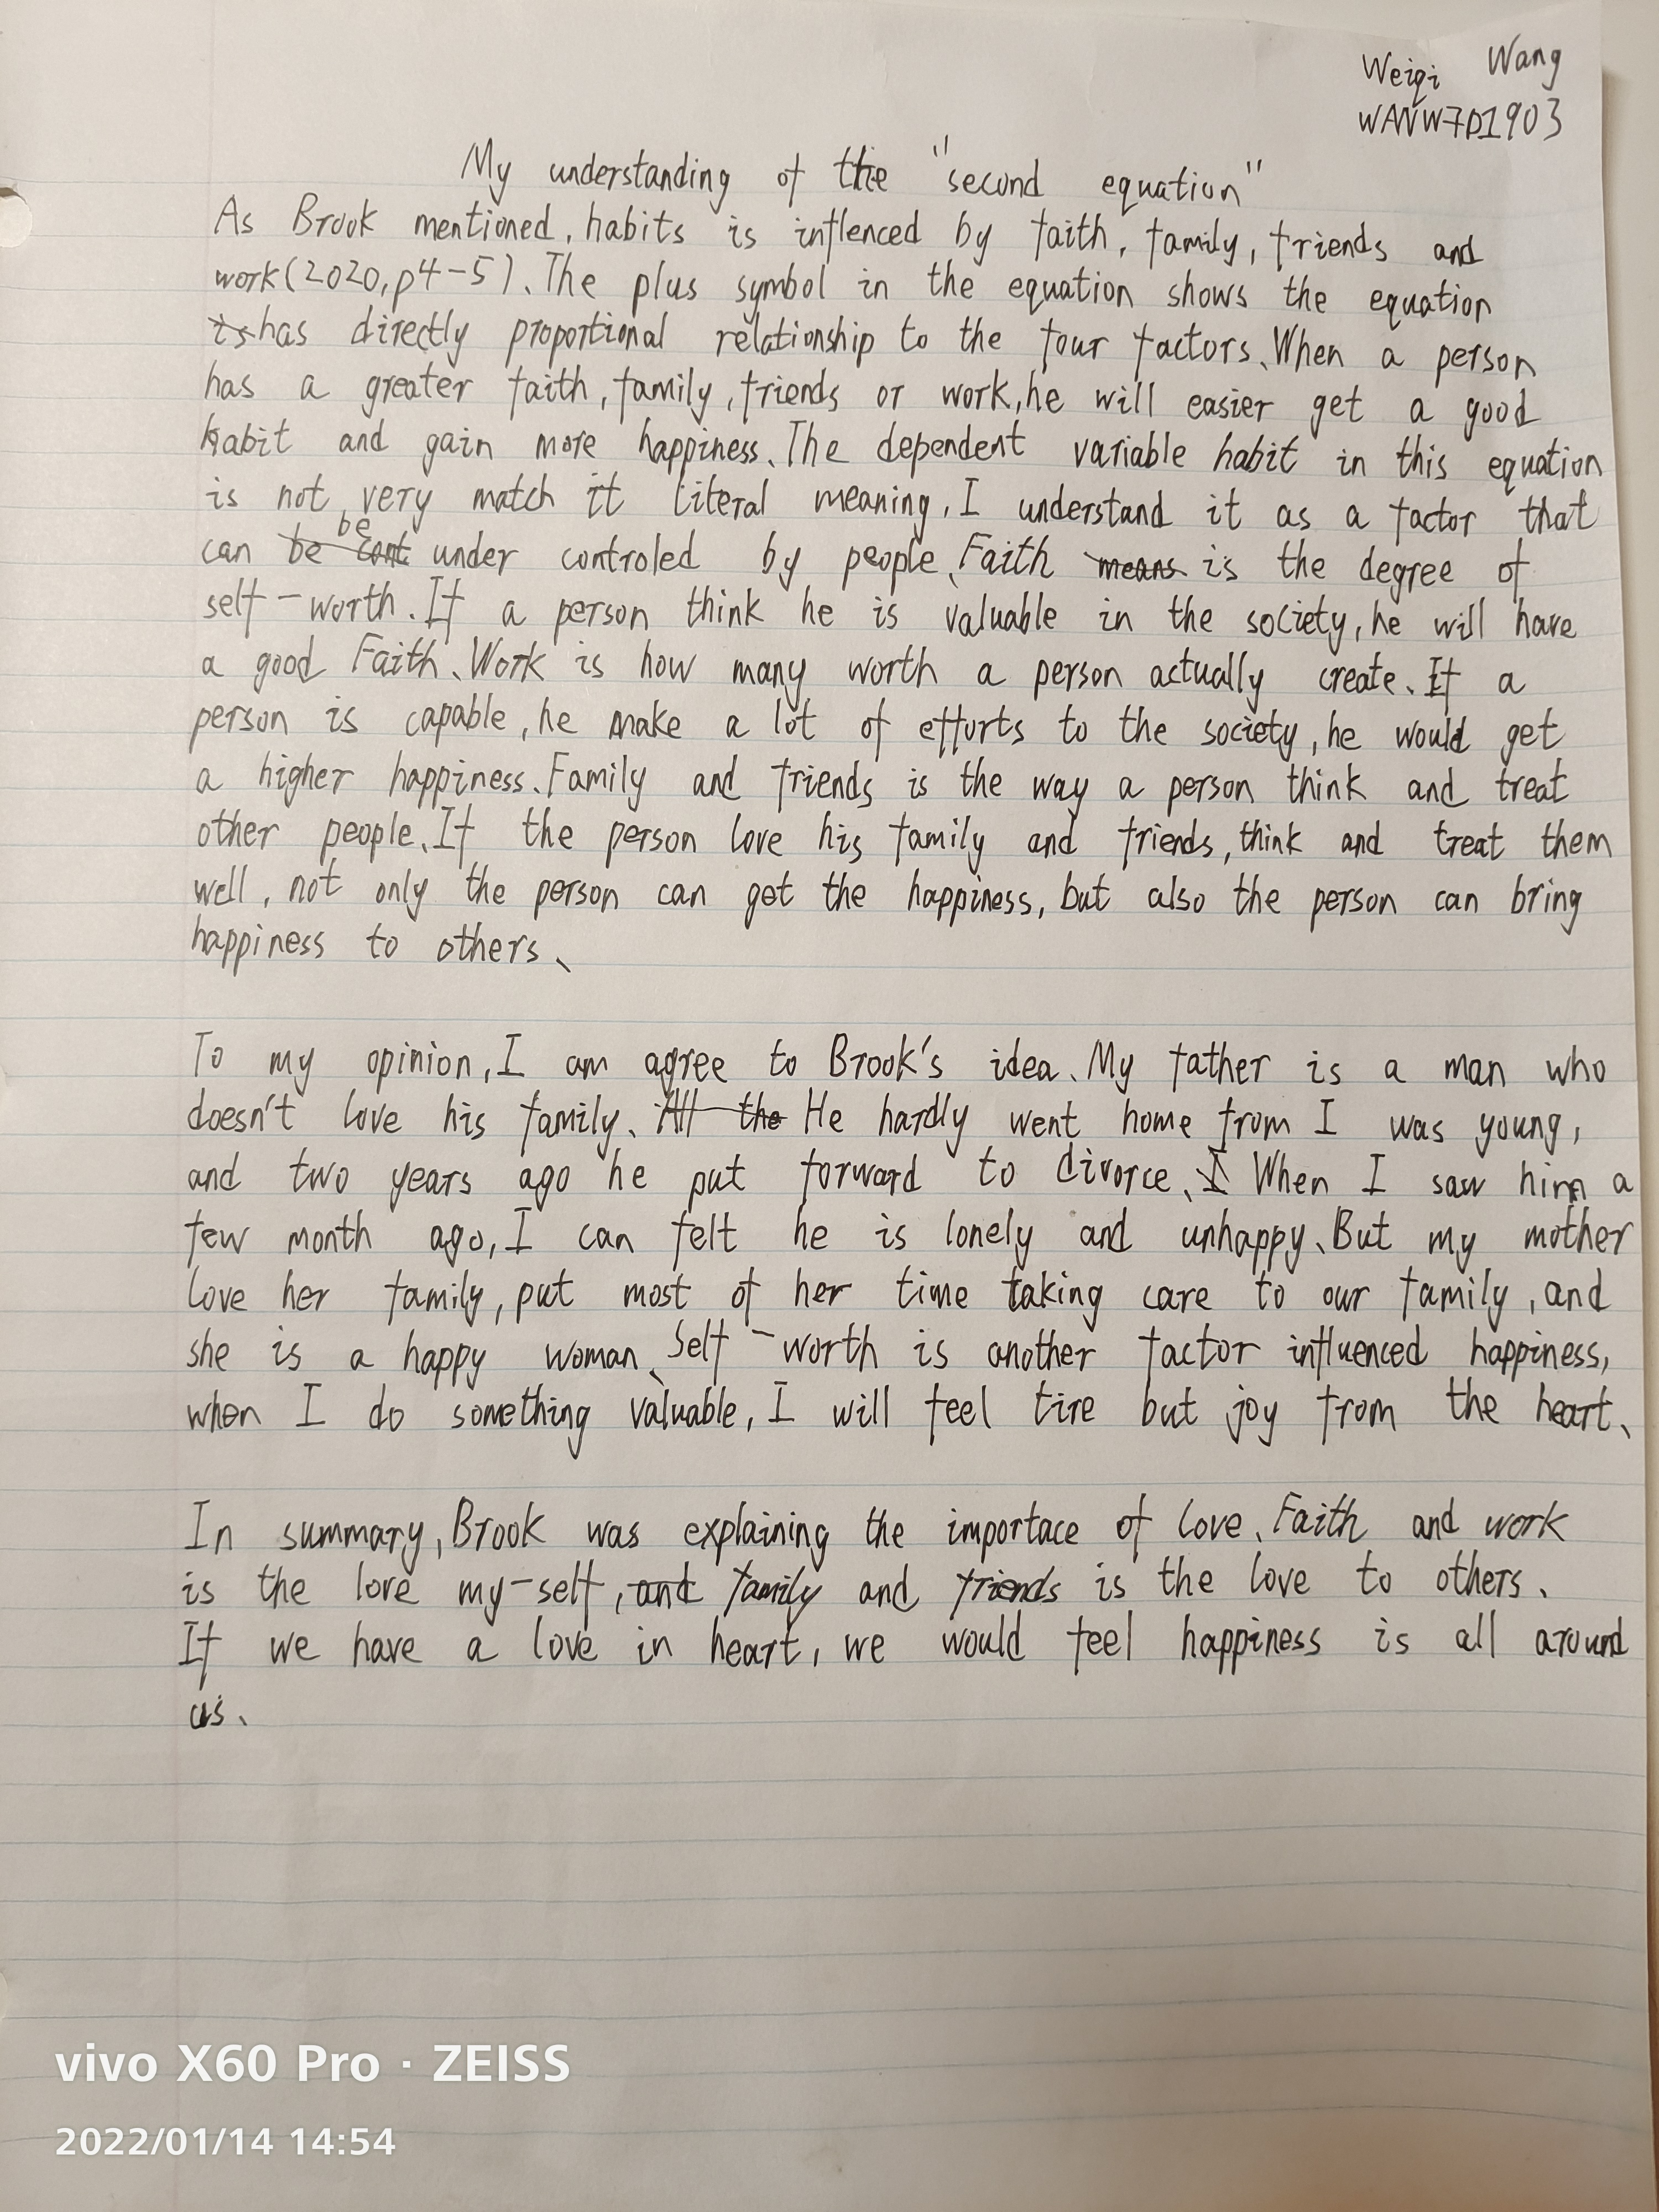 Weiqi Wang
WANW7D1903
My understanding of the "second equation"
As Brook mentioned, habits is inflenced by faith, family, friends and
work(2020,p4-5). The plus symbol in the equation shows the equation
is has directly proportional relationship to the four factors. When a person
has a greater faith, family, friends or work, he will easier get a good
habit and gain more happiness. The dependent variable habit in this equation
is not very match it literal meaning, I understand it as a factor that
be
can be cont under controled by people. Faith means is the degree of
self-worth. If a person think he is valuable in the society, he will have
a good Faith. Work is how many worth a person actually create. If a
person is capable, he make a lot of efforts to the society, he would get
a higher happiness. Family and friends is the way a person think and treat
other people. If the person love his family and friends, think and treat them
well, not only the person can get the happiness, but also the person can bring
happiness to others.
To my opinion, I am agree to Brook's idea. My father is a man who
doesn't love his family. All the He hardly went home from I was young,
and two years ago he put forward to divorce. I When I saw him a
few month ago, I can felt he is lonely and unhappy. But my mother
love her family, put most of her time taking care to our family, and
she is a happy woman. Self-worth is another factor influenced happiness,
when I do something valuable, I will feel tire but joy from the heart.
In summary, Brook was explaining the importace of love. Faith and work
is the love my-self, and family and friends is the love to others.
If we have a love in heart, we would feel happiness is all around
us.
vivo X60 Pro · ZEISS
2022/01/14 14:54